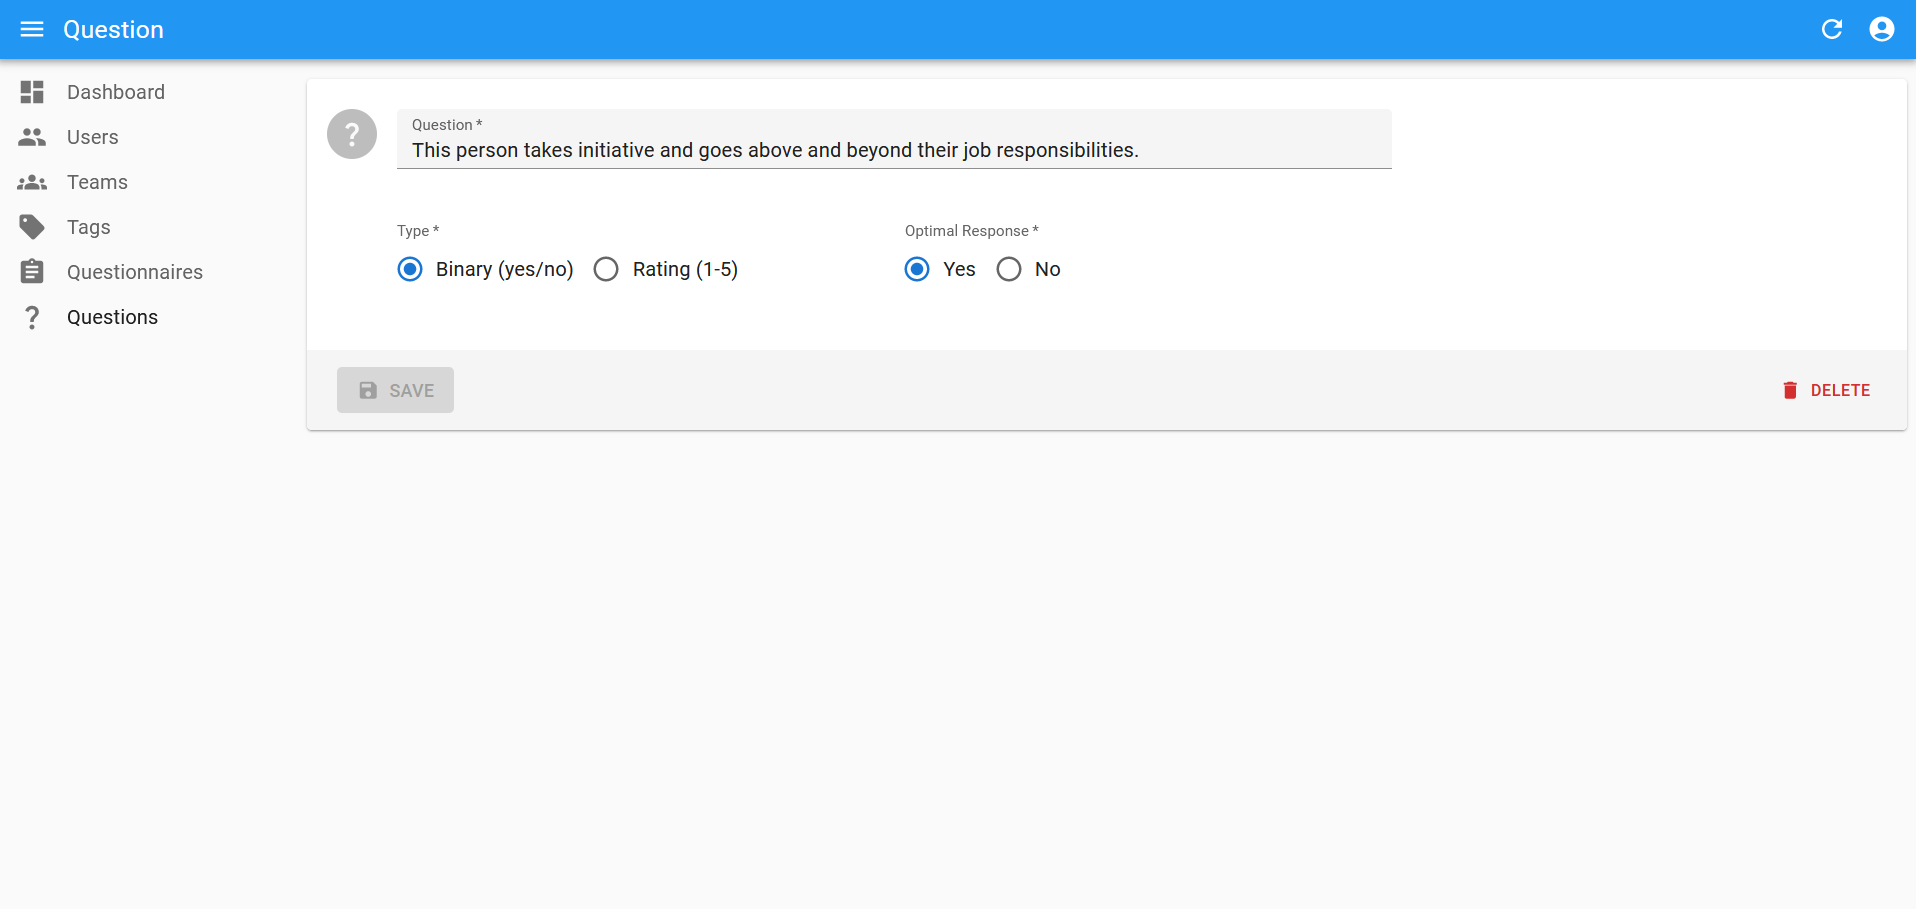 Question
Dashboard
Users
Teams
Tags
Questionnaires
Questions
?
Question *
This person takes initiative and goes above and beyond their job responsibilities.
Type *
Binary (yes/no) Rating (1-5)
Optimal Response *
Yes No
SAVE
DELETE